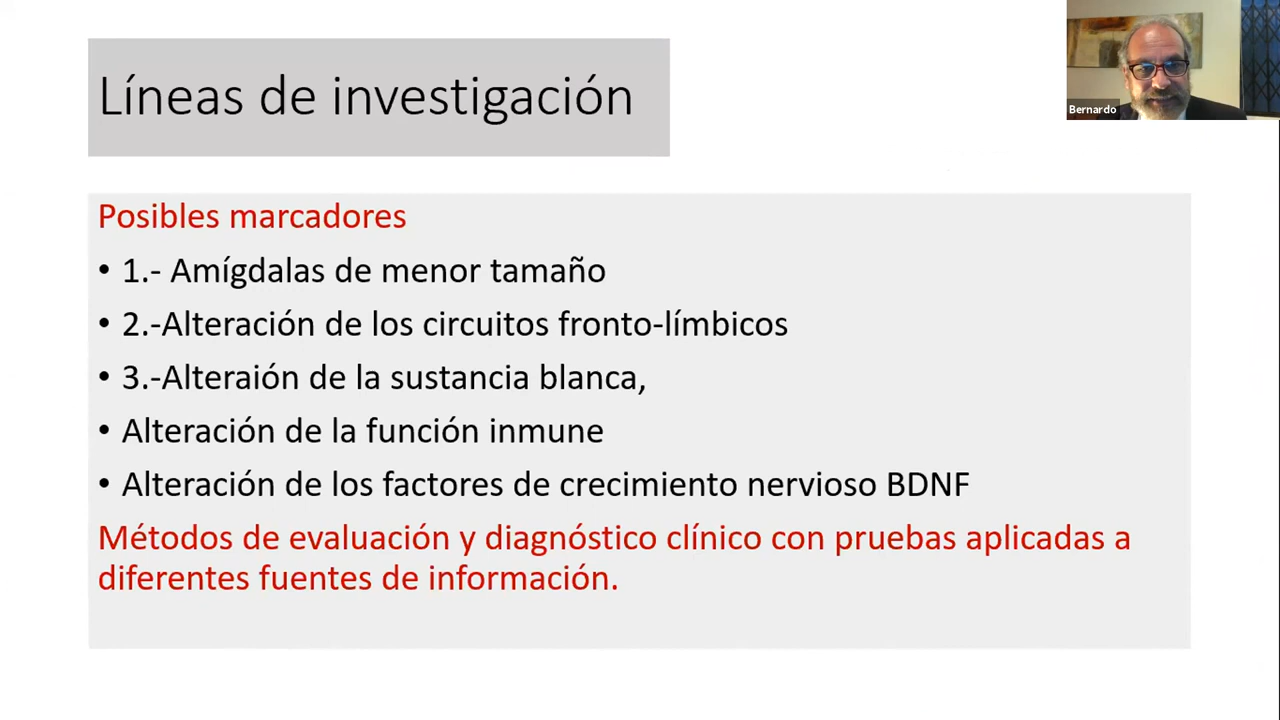 Líneas de investigación
Bernardo
Posibles marcadores
• 1.- Amígdalas de menor tamaño
• 2.-Alteración de los circuitos fronto-límbicos
• 3.-Alteraión de la sustancia blanca,
• Alteración de la función inmune
• Alteración de los factores de crecimiento nervioso BDNF
Métodos de evaluación y diagnóstico clínico con pruebas aplicadas a
diferentes fuentes de información.